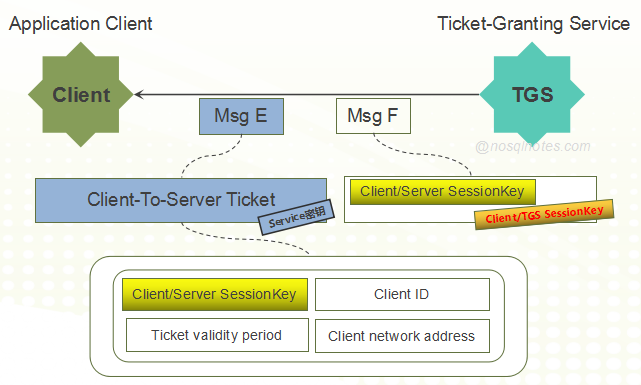 Application Client
Ticket-Granting Service
Client
TGS
Msg E
Msg F
@nosqlnotes.com
Client-To-Server Ticket
Service密钥
Client/Server SessionKey
Client/TGS SessionKey
Client/Server SessionKey
Client ID
Ticket validity period
Client network address